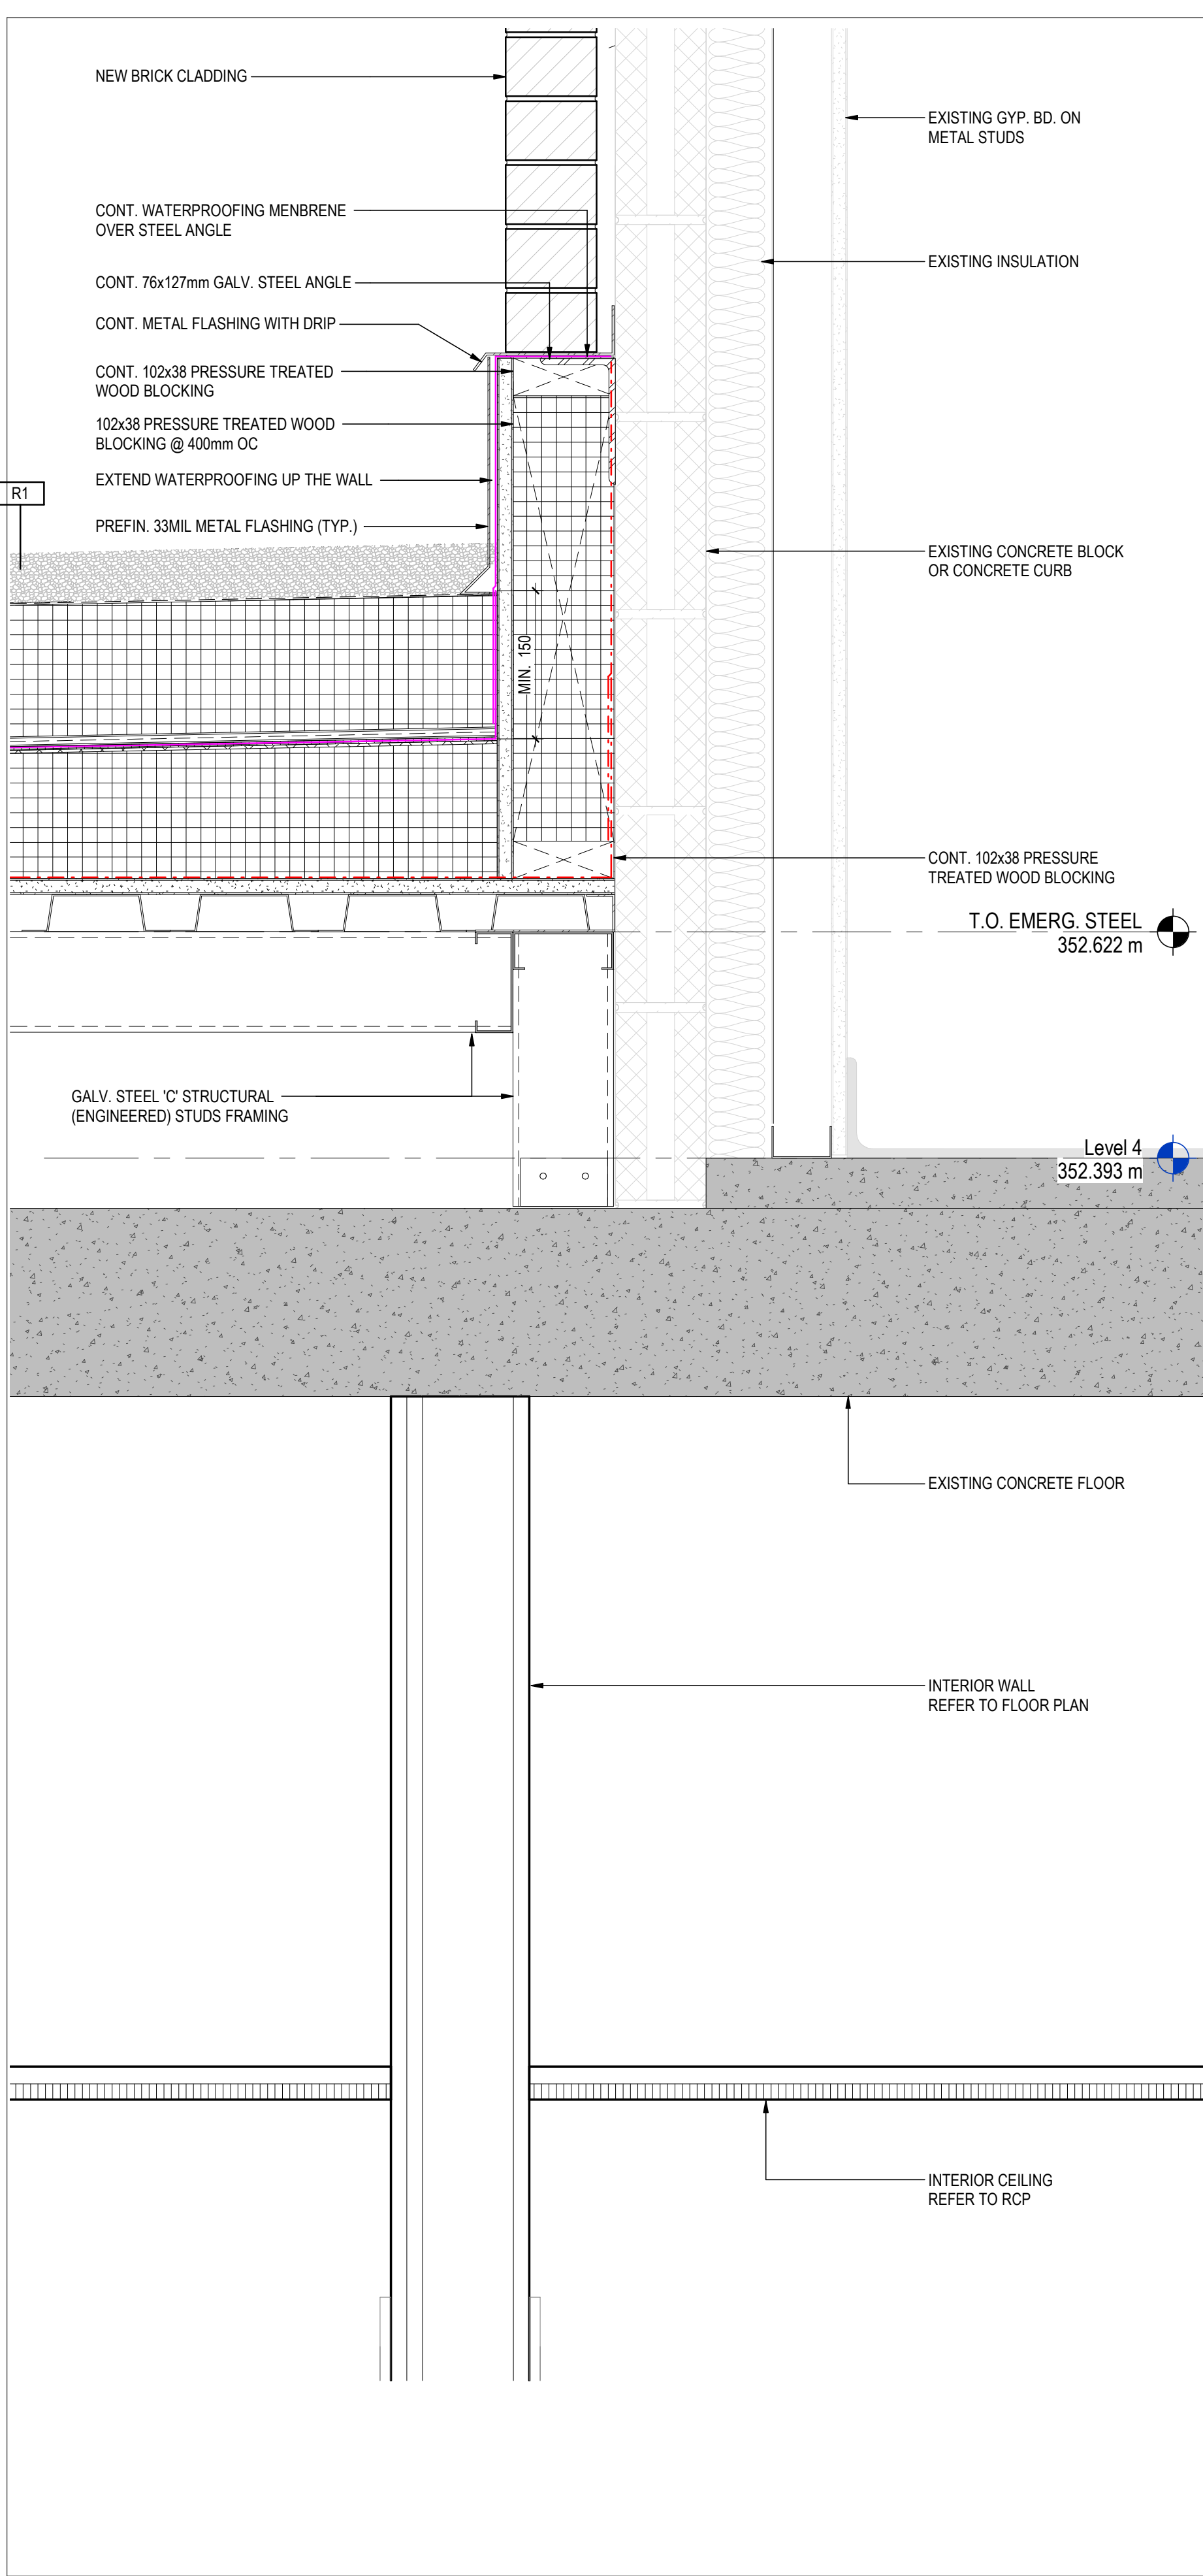 NEW BRICK CLADDING
CONT. WATERPROOFING MENBRENE
OVER STEEL ANGLE
CONT. 76x127mm GALV. STEEL ANGLE
CONT. METAL FLASHING WITH DRIP
CONT. 102x38 PRESSURE TREATED
WOOD BLOCKING
102x38 PRESSURE TREATED WOOD
BLOCKING @ 400mm OC
EXTEND WATERPROOFING UP THE WALL
R1
PREFIN. 33MIL METAL FLASHING (TYP.)
MIN. 150
GALV. STEEL 'C' STRUCTURAL
(ENGINEERED) STUDS FRAMING
EXISTING GYP. BD. ON
METAL STUDS
EXISTING INSULATION
EXISTING CONCRETE BLOCK
OR CONCRETE CURB
CONT. 102x38 PRESSURE
TREATED WOOD BLOCKING
T.O. EMERG. STEEL
352.622 m
Level 4
352.393 m
EXISTING CONCRETE FLOOR
INTERIOR WALL
REFER TO FLOOR PLAN
INTERIOR CEILING
REFER TO RCP